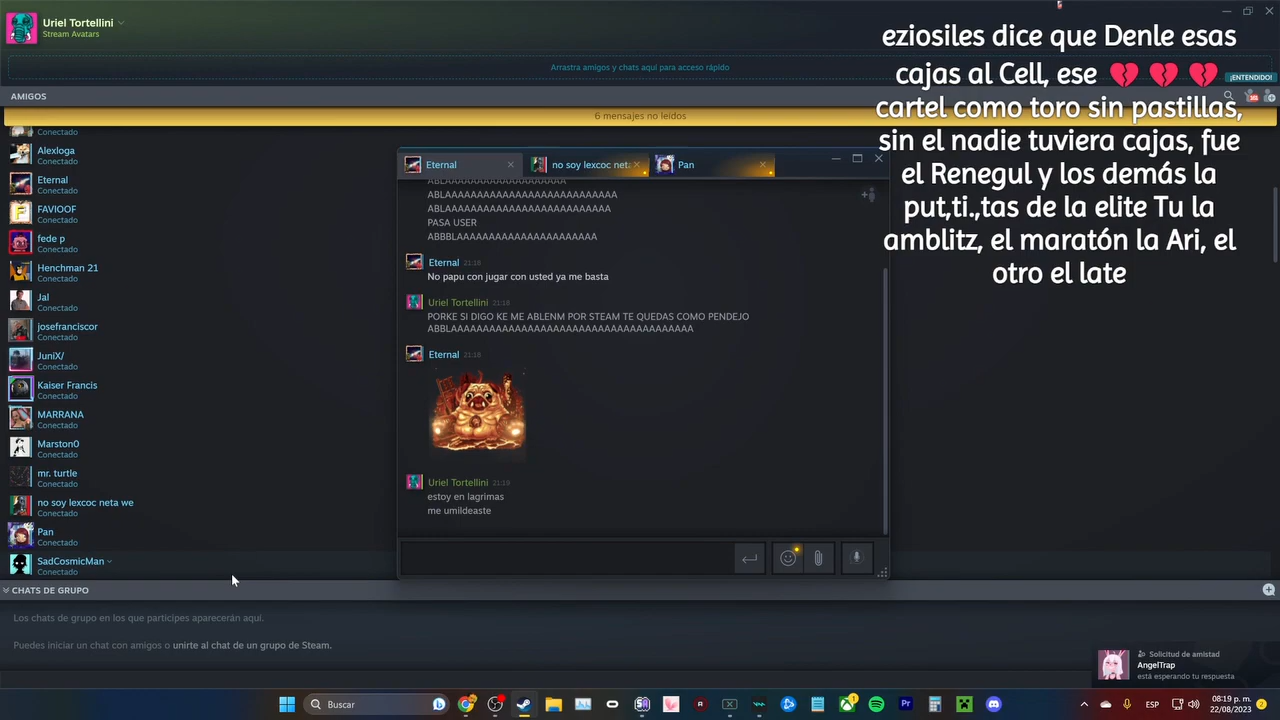 Uriel Tortellini
Stream Avatars
Arrastra amigos y chats aquí para acceso rápido
¡ENTENDIDO!
AMIGOS
6 mensajes no leídos
Conectado
Alexloga
Conectado
Eternal
Conectado
FAVIOOF
Conectado
fede p
Conectado
Henchman 21
Conectado
Jal
Conectado
josefranciscor
Conectado
JuniX/
Conectado
Kaiser Francis
Conectado
MARRANA
Conectado
Marston0
Conectado
mr. turtle
Conectado
no soy lexcoc neta we
Conectado
Pan
Conectado
SadCosmicMan
Conectado
CHATS DE GRUPO
Los chats de grupo en los que participes aparecerán aquí.
Puedes iniciar un chat con amigos o unirte al chat de un grupo de Steam.
Eternal
no soy lexcoc neta
Pan
ABLAAAAAAAAAAAAAAAAAAAAA
ABLAAAAAAAAAAAAAAAAAAAAAAAAAAAAA
ABLAAAAAAAAAAAAAAAAAAAAAAAAAAAA
PASA USER
ABBBLAAAAAAAAAAAAAAAAAAAAAAAA
Eternal 21:18
No papu con jugar con usted ya me basta
Uriel Tortellini 21:18
PORKE SI DIGO KE ME ABLENM POR STEAM TE QUEDAS COMO PENDEJO
ABBLAAAAAAAAAAAAAAAAAAAAAAAAAAAAAAAAAAAAAAA
Eternal 21:18
Uriel Tortellini 21:19
estoy en lagrimas
me umildeaste
eziosiles dice que Denle esas
cajas al Cell, ese 💔 💔 💔
cartel como toro sin pastillas,
sin el nadie tuviera cajas, fue
el Renegul y los demás la
put,ti.,tas de la elite Tu la
amblitz, el maratón la Ari, el
otro el late
Solicitud de amistad
AngelTrap
está esperando tu respuesta
Buscar
ESP
08:19 p. m.
22/08/2023
2